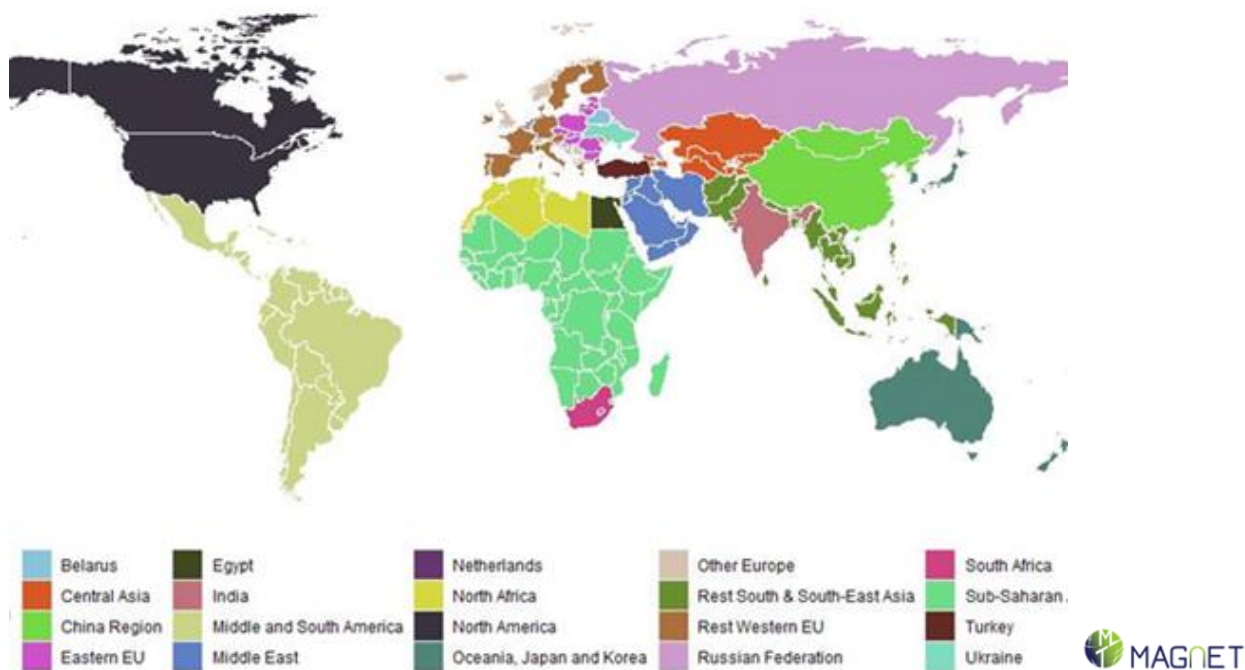 Belarus
Central Asia
China Region
Eastern EU
Egypt
India
Middle and South America
Middle East
Netherlands
North Africa
North America
Oceania, Japan and Korea
Other Europe
Rest South & South-East Asia
Rest Western EU
Russian Federation
South Africa
Sub-Saharan
Turkey
Ukraine
MAGNET